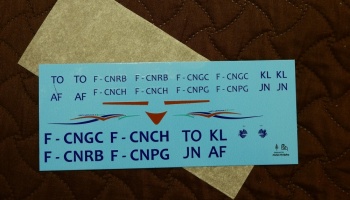 TO TO F - CNRB F - CNRB F - CNGC F - CNGC KL KL
AF AF F - CNCH F - CNCH F - CNPG F - CNPG JN JN
F - CNGC F - CNCH TO KL
F - CNRB F - CNPG JN AF